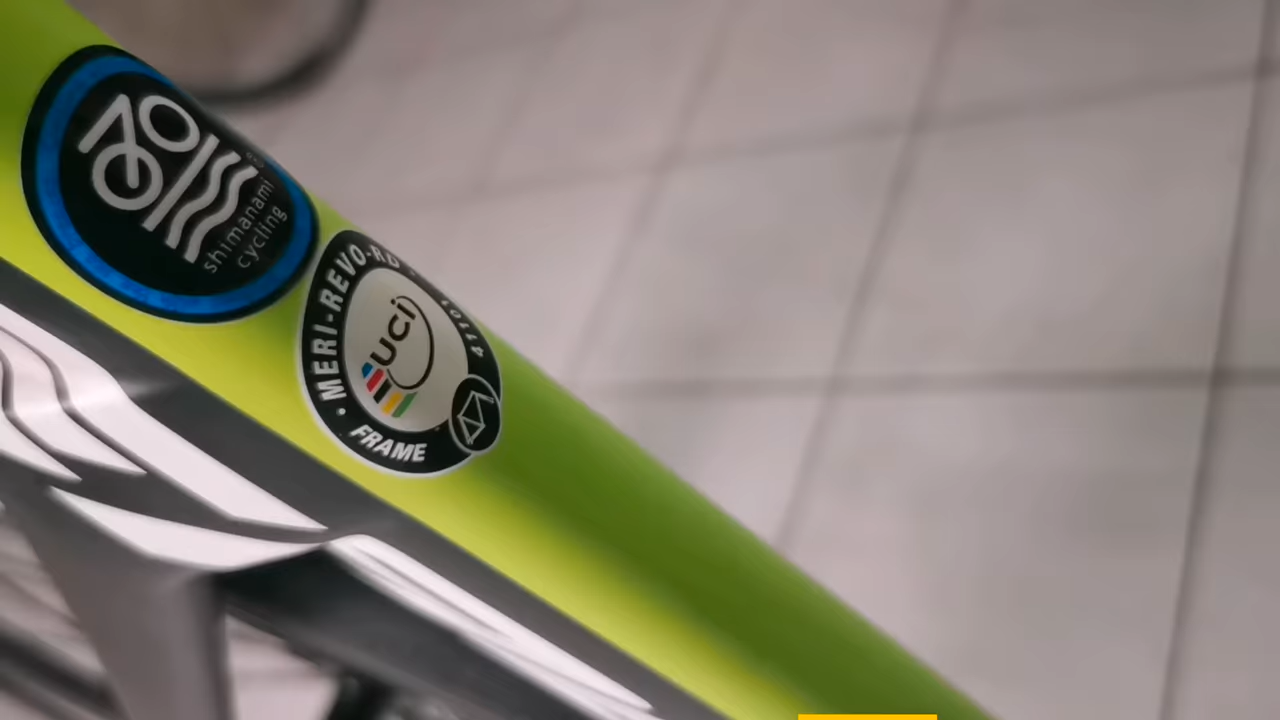 shimanami
cycling
· MERI-REVO-RD ·
UCI
FRAME